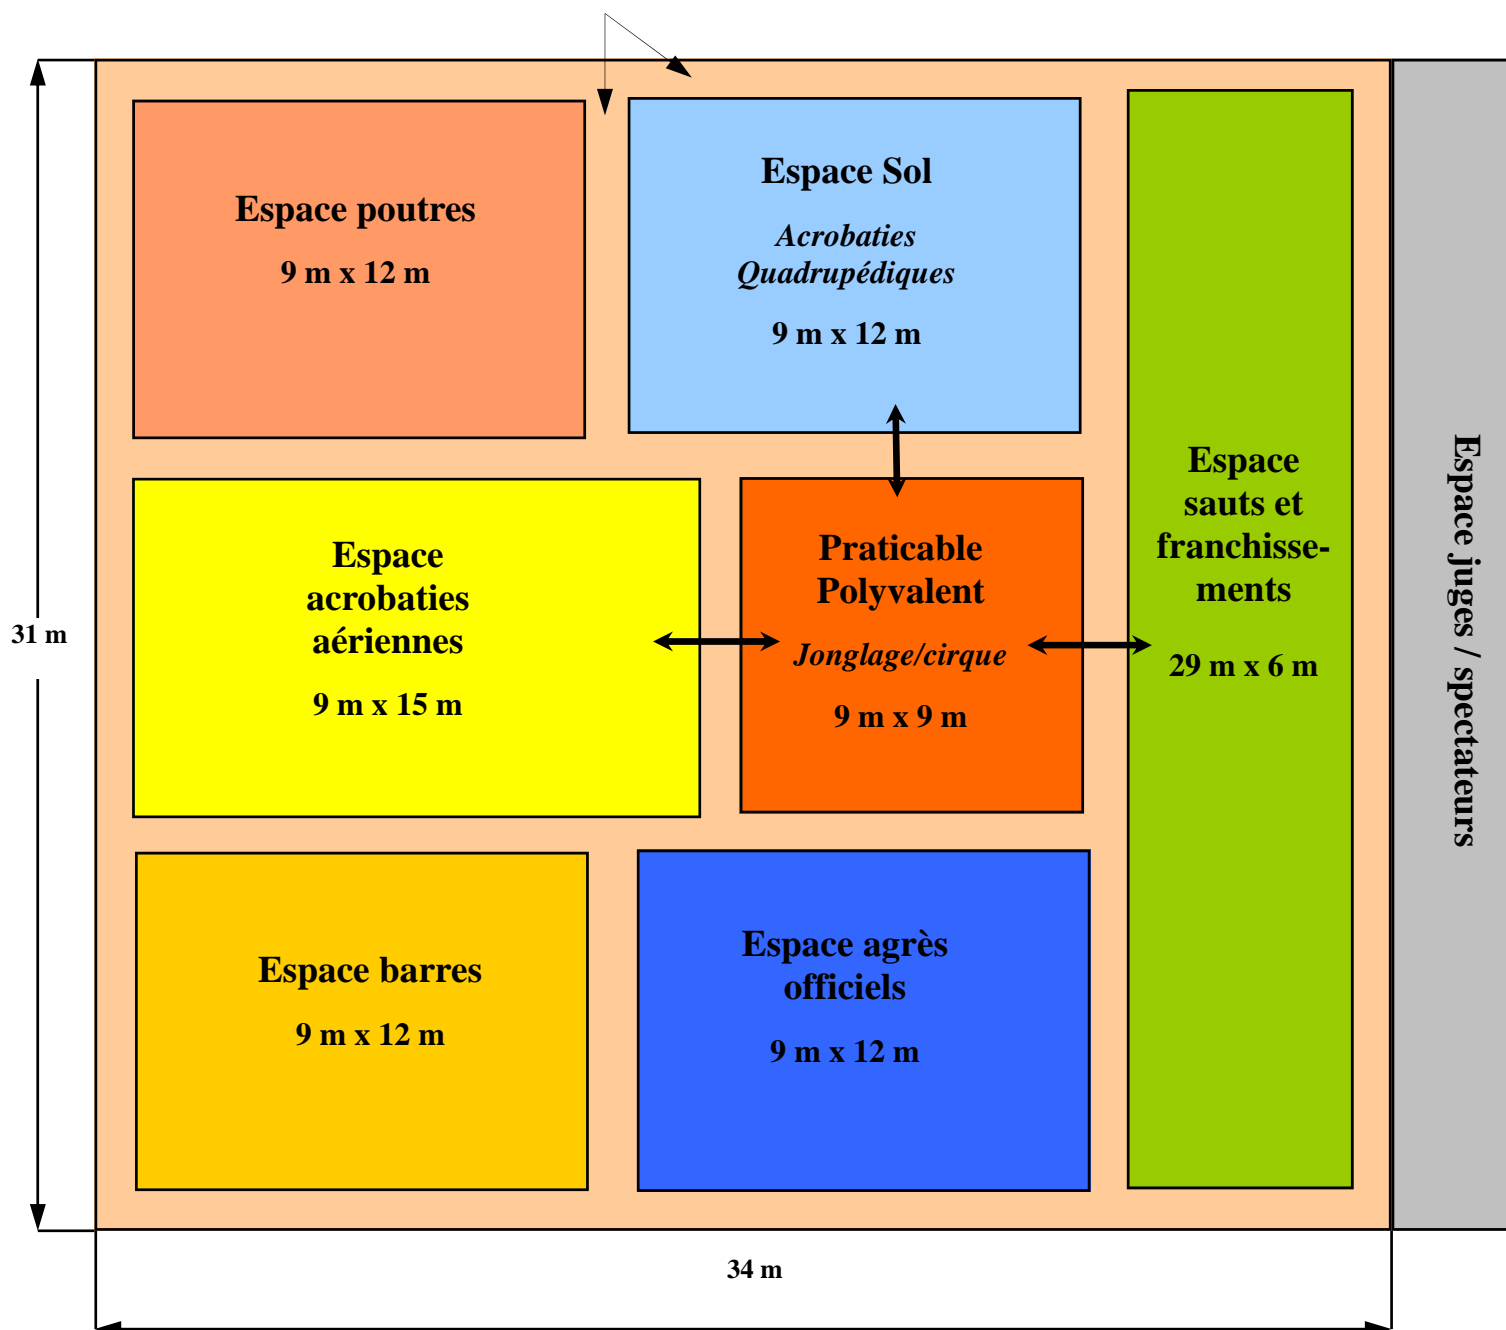 Espace poutres
9 m x 12 m
Espace Sol
Acrobaties
Quadrupédiques
9 m x 12 m
Espace
sauts et
franchisse-
ments
29 m x 6 m
Espace juges / spectateurs
31 m
Espace
acrobaties
aériennes
9 m x 15 m
Praticable
Polyvalent
Jonglage/cirque
9 m x 9 m
Espace barres
9 m x 12 m
Espace agrès
officiels
9 m x 12 m
34 m